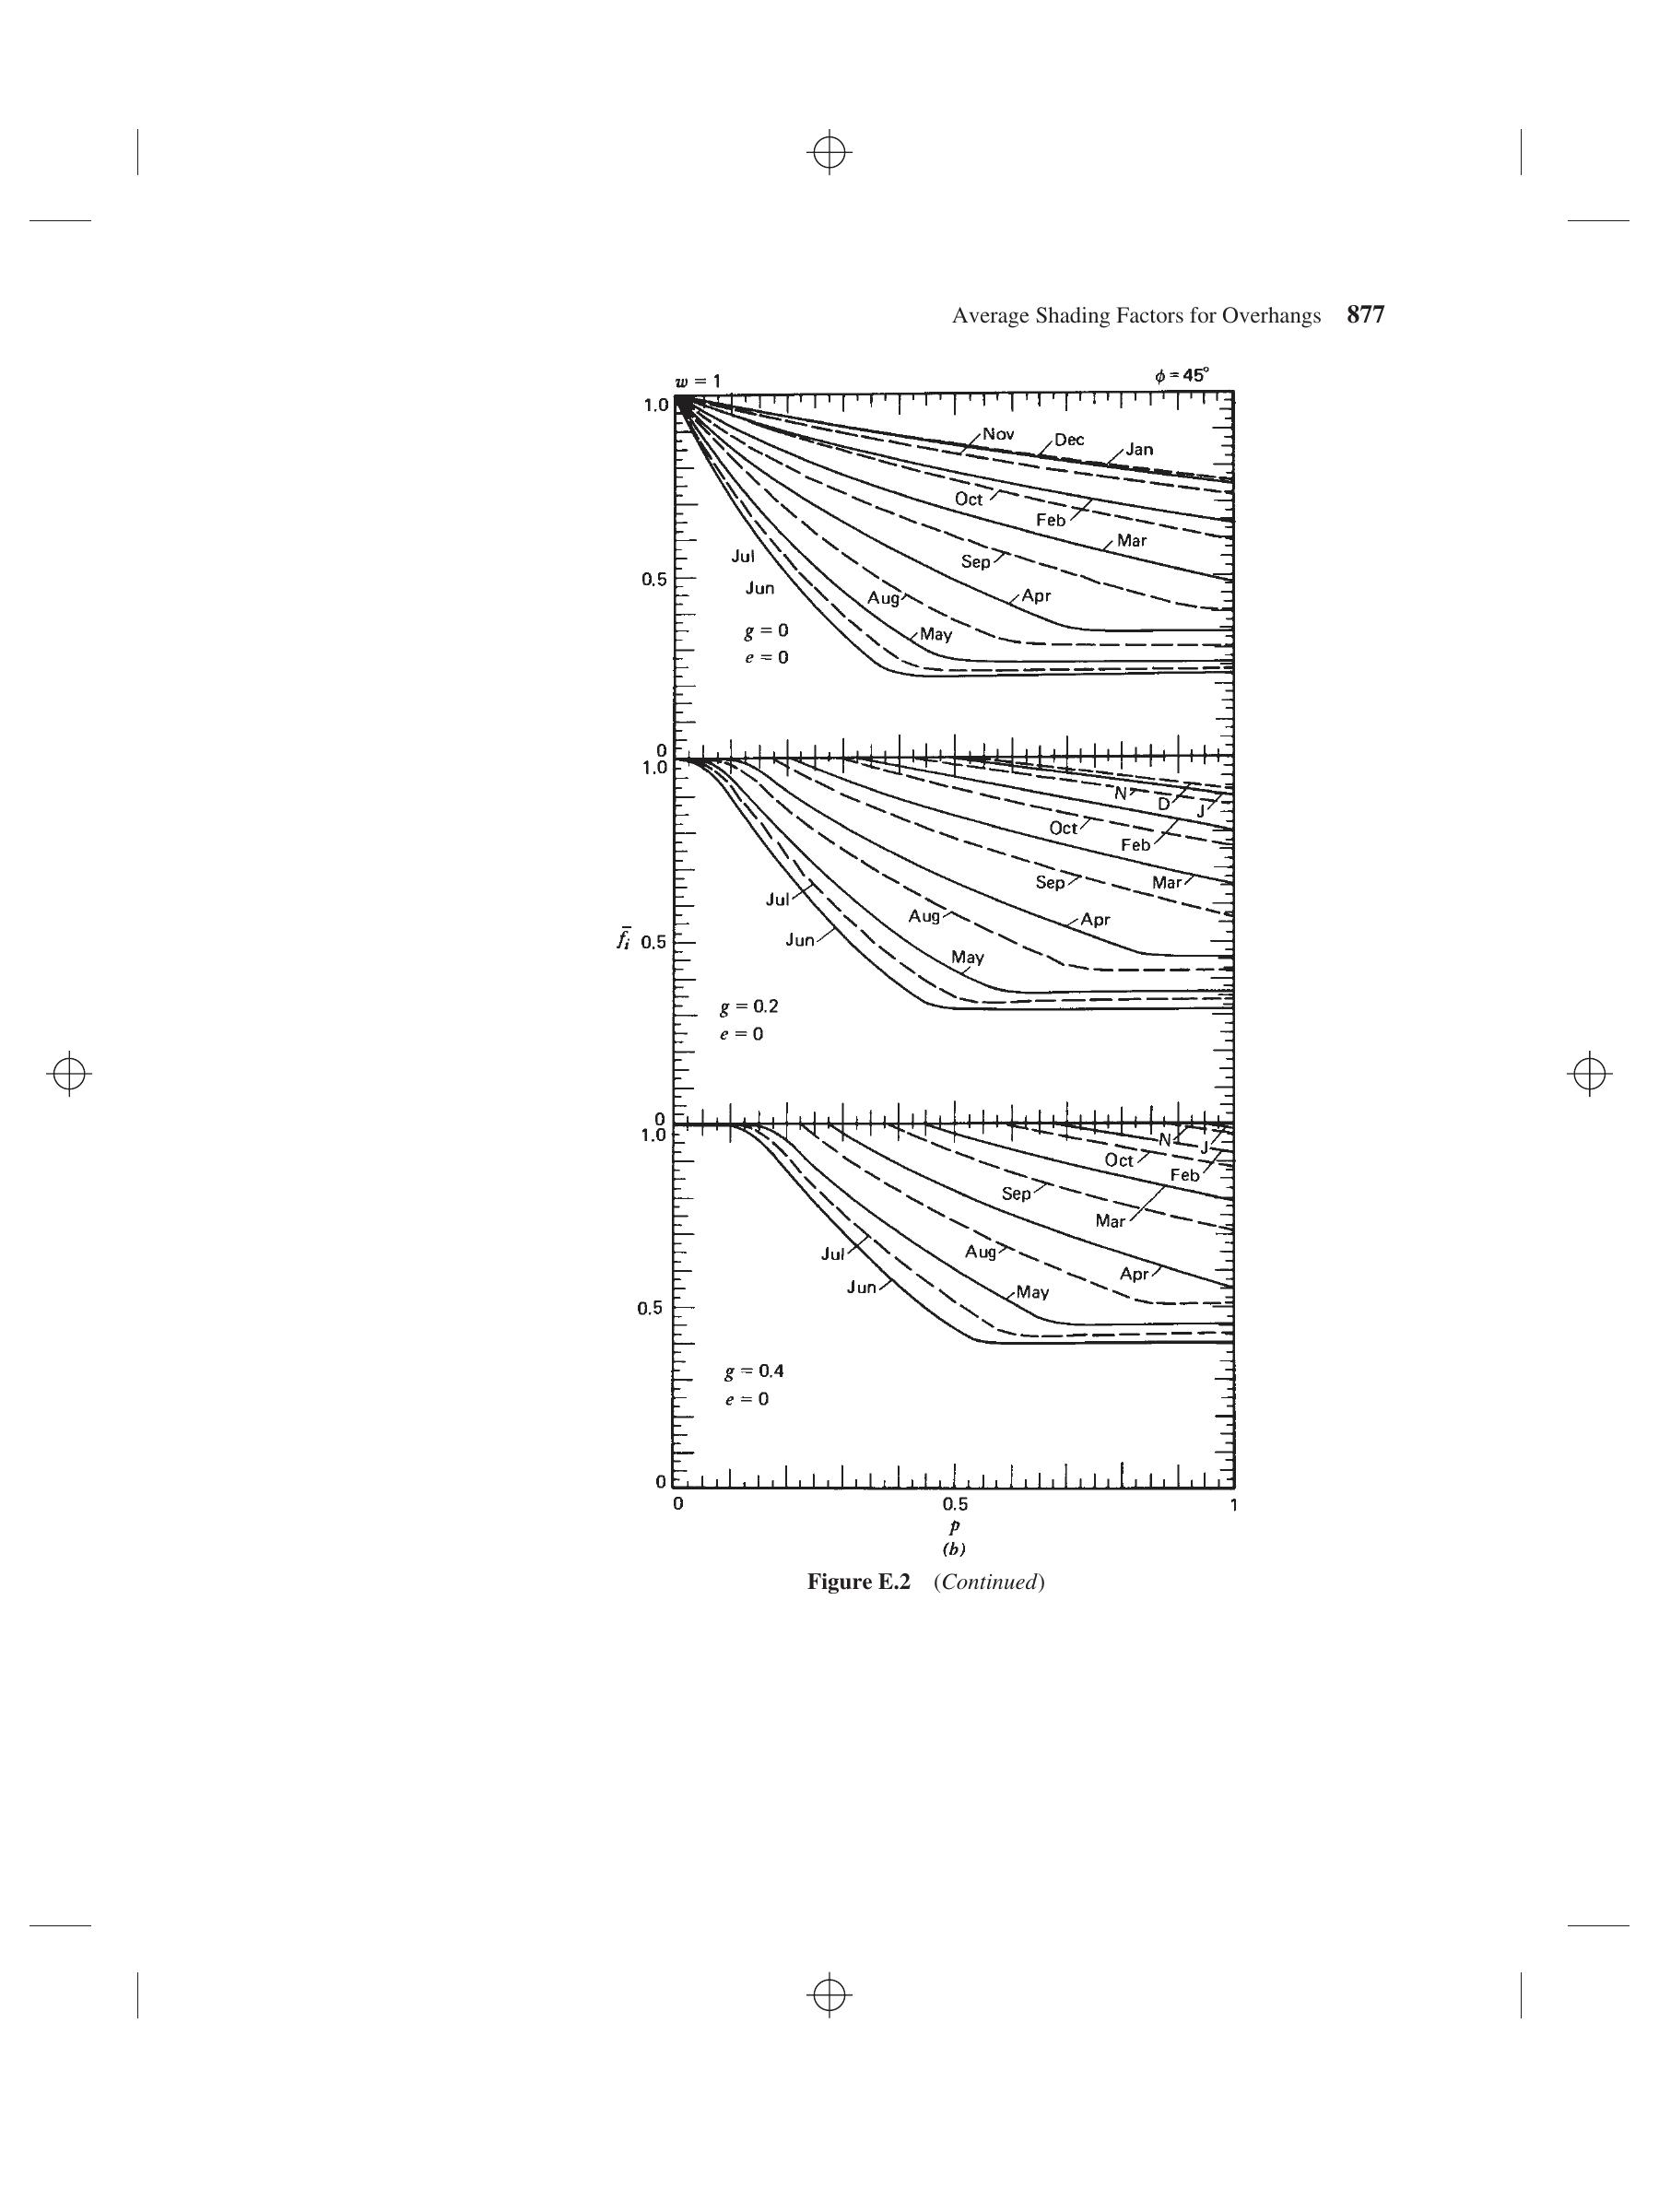 Average Shading Factors for Overhangs 877
w = 1
ϕ = 45°
1.0
Nov
Dec
Jan
Oct
Feb
Mar
Sep
Jul
0.5
Jun
Aug
Apr
g = 0
May
e = 0
0
1.0
N
D
J
Oct
Feb
Sep
Mar
Jul
Aug
Apr
f̄i 0.5
Jun
May
g = 0.2
e = 0
0
1.0
N
J
Oct
Feb
Sep
Mar
Jul
Aug
Apr
Jun
May
0.5
g = 0.4
e = 0
0
0 0.5 1
p
(b)
Figure E.2 (Continued)